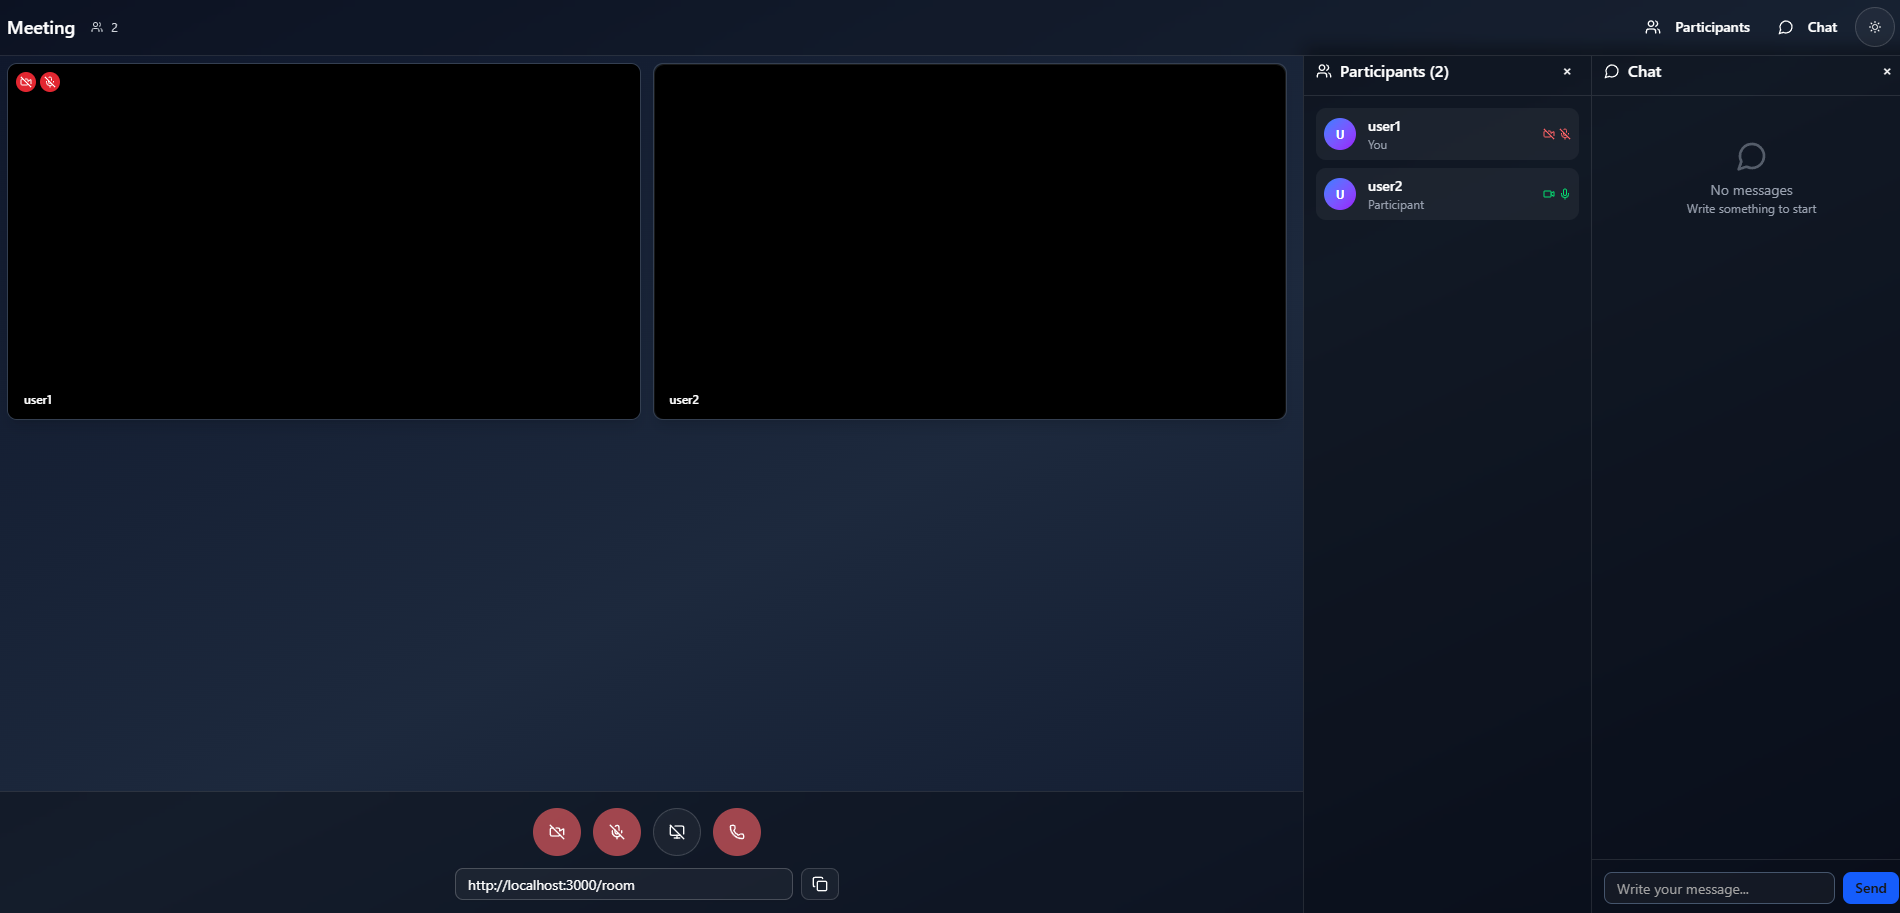 Meeting 2
Participants
Chat
user1
user2
Participants (2)
×
U
user1
You
U
user2
Participant
Chat
×
No messages
Write something to start
http://localhost:3000/room
Write your message...
Send